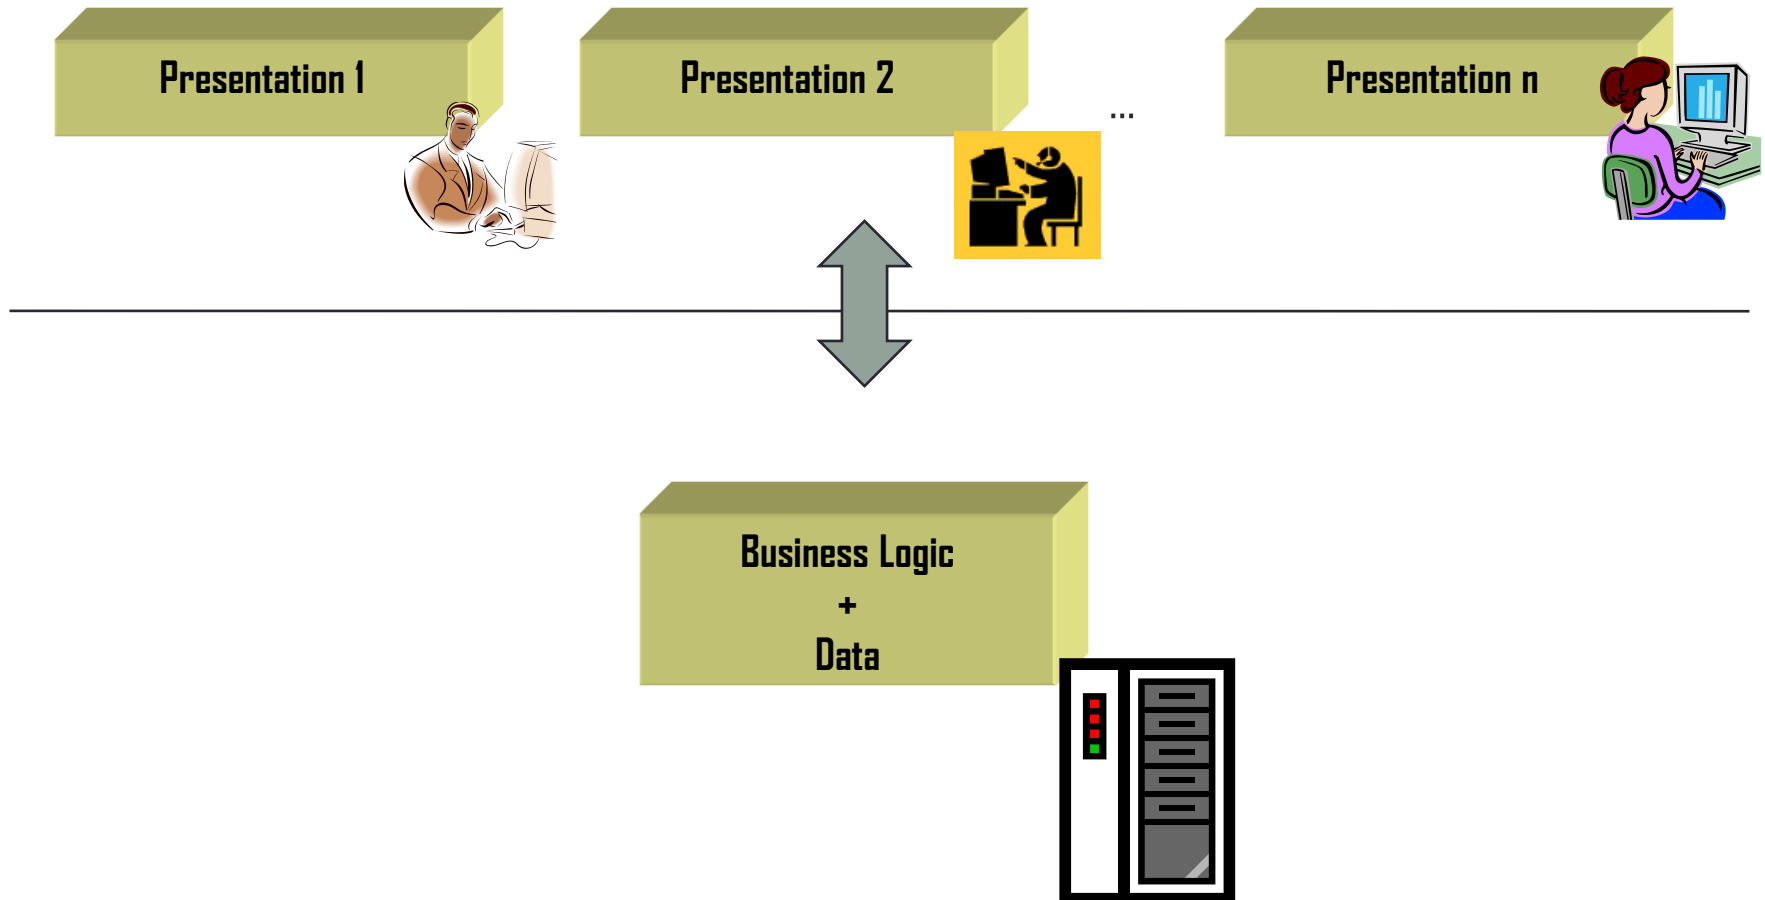 Presentation 1
Presentation 2
...
Presentation n
Business Logic
+
Data